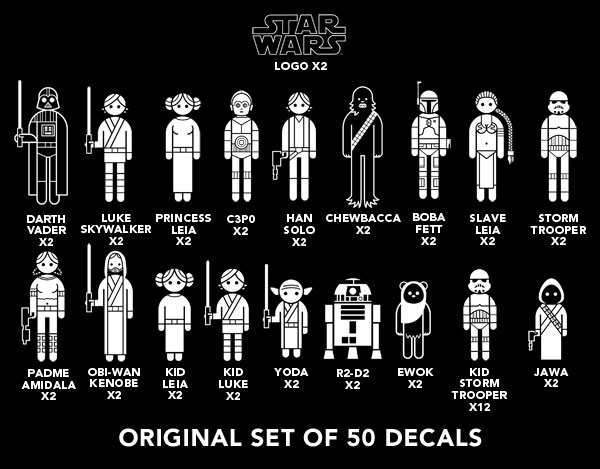 STAR
WARS
LOGO X2
DARTH
VADER
X2
LUKE
SKYWALKER
X2
PRINCESS
LEIA
X2
C3P0
X2
HAN
SOLO
X2
CHEWBACCA
X2
BOBA
FETT
X2
SLAVE
LEIA
X2
STORM
TROOPER
X2
PADME
AMIDALA
X2
OBI-WAN
KENOBE
X2
KID
LEIA
X2
KID
LUKE
X2
YODA
X2
R2-D2
X2
EWOK
X2
KID
STORM
TROOPER
X12
JAWA
X2
ORIGINAL SET OF 50 DECALS